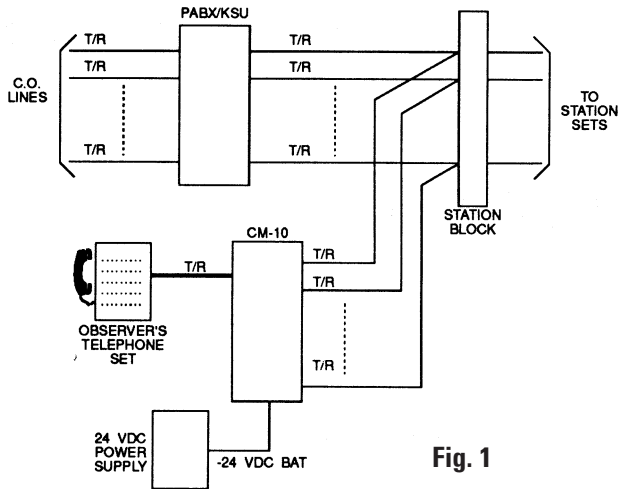 PABX/KSU
T/R
T/R
T/R
T/R
C.O.
LINES
TO
STATION
SETS
T/R
T/R
STATION
BLOCK
CM-10
T/R
T/R
T/R
OBSERVER'S
TELEPHONE
SET
T/R
24 VDC
POWER
SUPPLY
-24 VDC BAT
Fig. 1